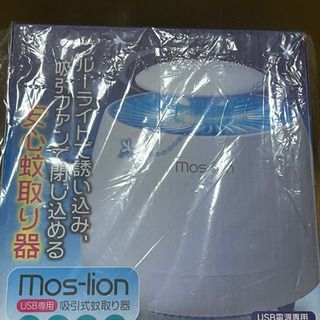 ブルーライトで誘い込み、
吸引ファンで閉じ込める
安心蚊取り器
mos-lion
mos-lion
USB専用 吸引式蚊取り器
USB電源専用